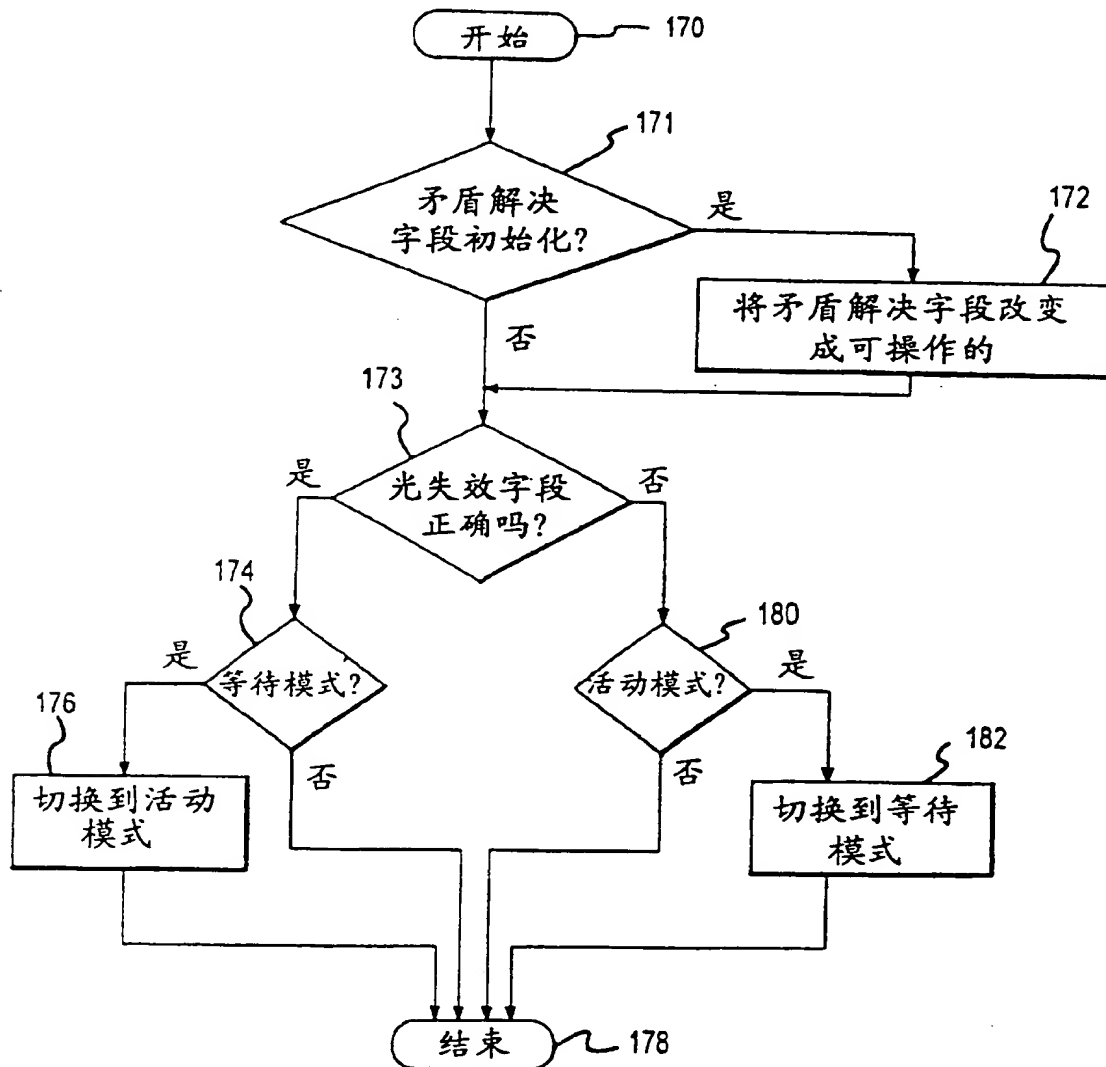 开始
170
171
矛盾解决
字段初始化?
是
172
将矛盾解决字段改变
成可操作的
否
173
是
光失效字段
正确吗?
否
174
180
是
等待模式?
活动模式?
是
176
182
否
否
切换到活动
模式
切换到等待
模式
结束
178